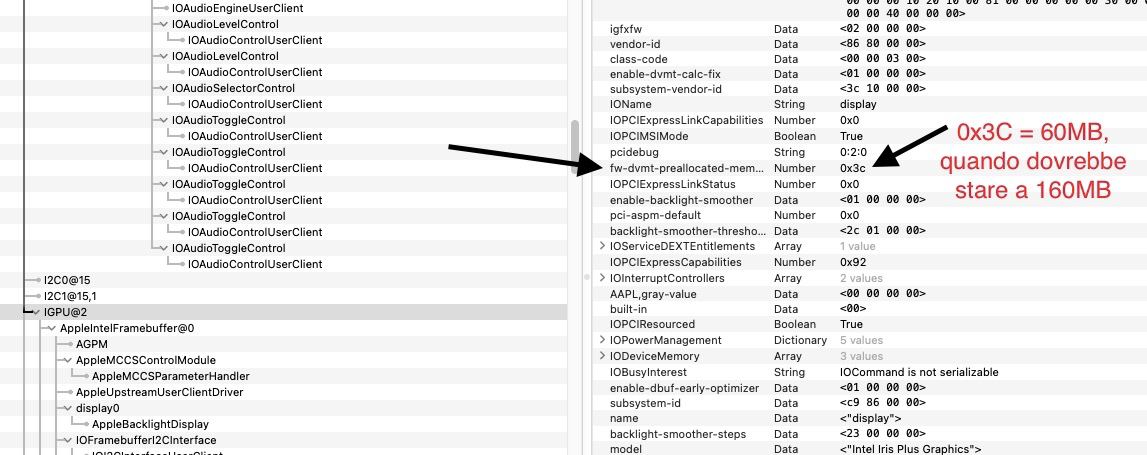 IOAudioEngineUserClient
IOAudioLevelControl
IOAudioControlUserClient
IOAudioLevelControl
IOAudioControlUserClient
IOAudioSelectorControl
IOAudioControlUserClient
IOAudioToggleControl
IOAudioControlUserClient
IOAudioToggleControl
IOAudioControlUserClient
IOAudioToggleControl
IOAudioControlUserClient
IOAudioToggleControl
IOAudioControlUserClient
IOAudioToggleControl
IOAudioControlUserClient
I2C0@15
I2C1@15,1
IGPU@2
AppleIntelFramebuffer@0
AGPM
AppleMCCSControlModule
AppleMCCSParameterHandler
AppleUpstreamUserClientDriver
display0
AppleBacklightDisplay
IOFramebufferI2CInterface
IOI2CInterfaceUserClient
00 00 40 00 00 00>
igfxfw Data <02 00 00 00>
vendor-id Data <86 80 00 00>
class-code Data <00 00 03 00>
enable-dvmt-calc-fix Data <01 00 00 00>
subsystem-vendor-id Data <3c 10 00 00>
IOName String display
IOPCIExpressLinkCapabilities Number 0x0
IOPCIMSIMode Boolean True
pcidebug String 0:2:0
fw-dvmt-preallocated-mem... Number 0x3c
IOPCIExpressLinkStatus Number 0x0
enable-backlight-smoother Data <01 00 00 00>
pci-aspm-default Number 0x0
backlight-smoother-thresho... Data <2c 01 00 00>
IOServiceDEXTEntitlements Array 1 value
IOPCIExpressCapabilities Number 0x92
IOInterruptControllers Array 2 values
AAPL,gray-value Data <00 00 00 00>
built-in Data <00>
IOPCIResourced Boolean True
IOPowerManagement Dictionary 5 values
IODeviceMemory Array 3 values
IOBusyInterest String IOCommand is not serializable
enable-dbuf-early-optimizer Data <01 00 00 00>
subsystem-id Data <c9 86 00 00>
name Data <"display">
backlight-smoother-steps Data <23 00 00 00>
model Data <"Intel Iris Plus Graphics">
0x3C = 60MB,
quando dovrebbe
stare a 160MB